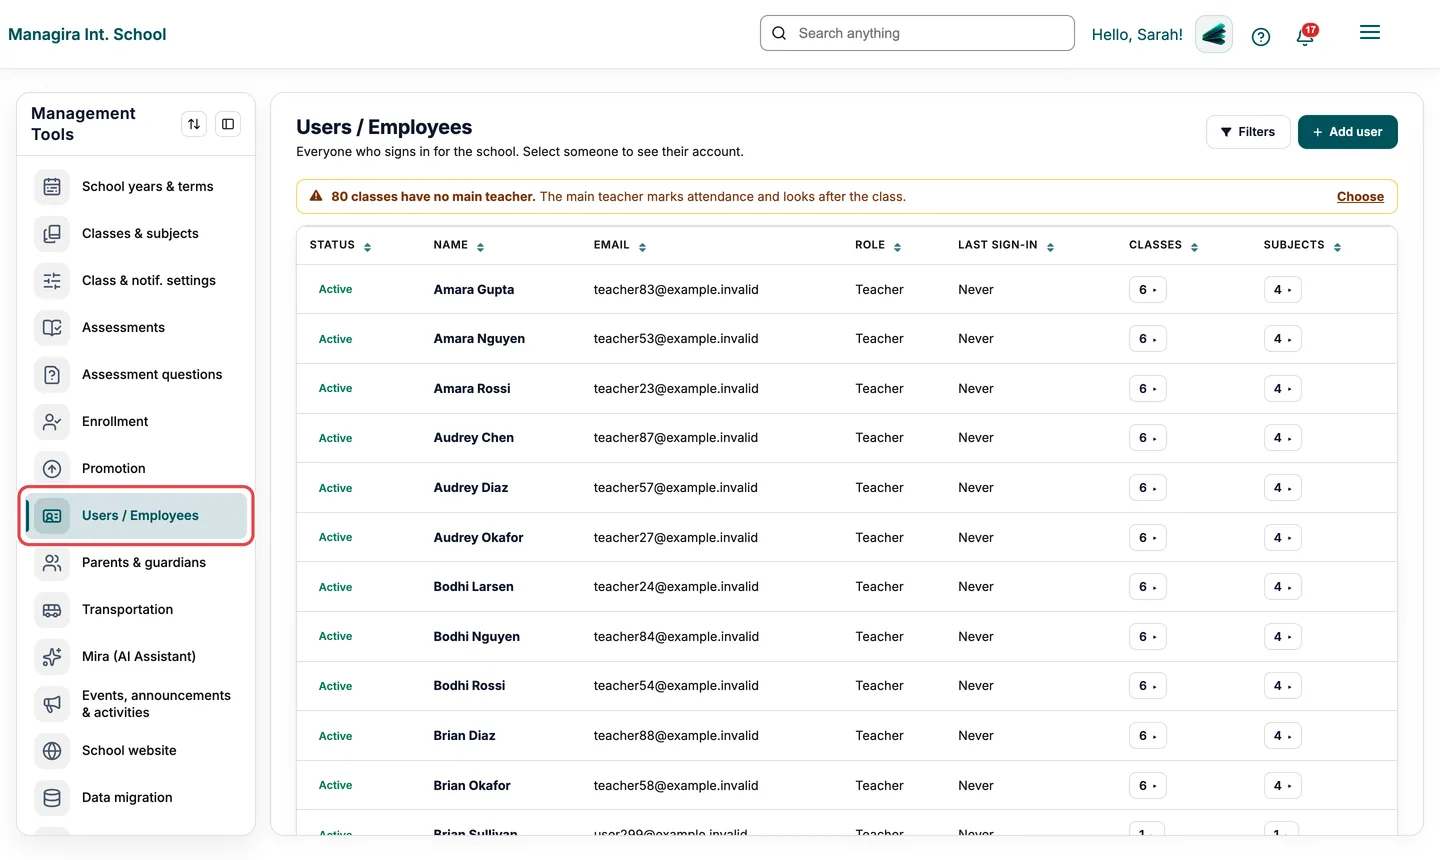 Managira Int. School
Search anything
Hello, Sarah!
17
Management
Tools
School years & terms
Classes & subjects
Class & notif. settings
Assessments
Assessment questions
Enrollment
Promotion
Users / Employees
Parents & guardians
Transportation
Mira (AI Assistant)
Events, announcements
& activities
School website
Data migration
Users / Employees
Everyone who signs in for the school. Select someone to see their account.
Filters
+ Add user
80 classes have no main teacher. The main teacher marks attendance and looks after the class. Choose
STATUS NAME EMAIL ROLE LAST SIGN-IN CLASSES SUBJECTS
Active Amara Gupta teacher83@example.invalid Teacher Never 6 4
Active Amara Nguyen teacher53@example.invalid Teacher Never 6 4
Active Amara Rossi teacher23@example.invalid Teacher Never 6 4
Active Audrey Chen teacher87@example.invalid Teacher Never 6 4
Active Audrey Diaz teacher57@example.invalid Teacher Never 6 4
Active Audrey Okafor teacher27@example.invalid Teacher Never 6 4
Active Bodhi Larsen teacher24@example.invalid Teacher Never 6 4
Active Bodhi Nguyen teacher84@example.invalid Teacher Never 6 4
Active Bodhi Rossi teacher54@example.invalid Teacher Never 6 4
Active Brian Diaz teacher88@example.invalid Teacher Never 6 4
Active Brian Okafor teacher58@example.invalid Teacher Never 6 4
Active Brian Sullivan user299@example.invalid Teacher Never 1 1